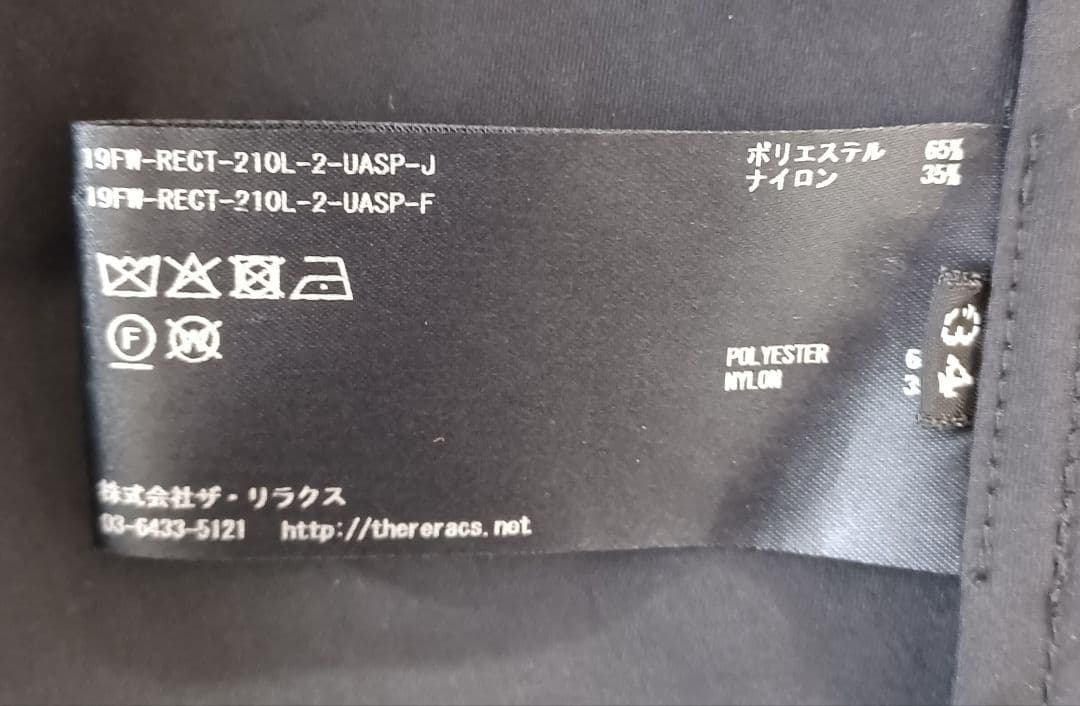 19FW-RECT-210L-2-UASP-J
19FW-RECT-210L-2-UASP-F
ポリエステル 65%
ナイロン 35%
F
W
POLYESTER 6
NYLON 3
34
株式会社ザ・リラクス
03-6433-5121 http://thereracs.net